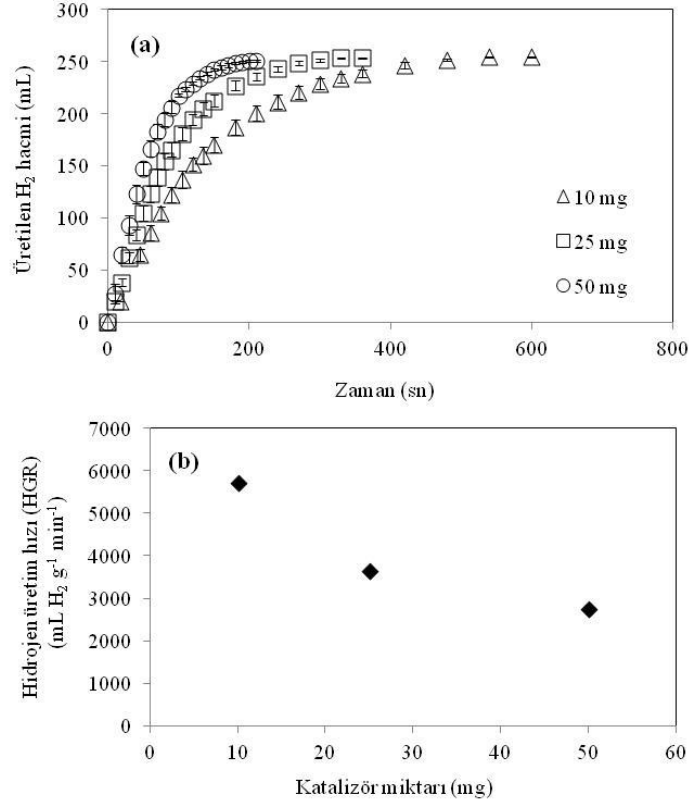 300
(a)
250
200
150
100
50
0
Üretilen H₂ hacmi (mL)
10 mg
25 mg
50 mg
0 200 400 600 800
Zaman (sn)
7000
(b)
6000
5000
4000
3000
2000
1000
0
Hidrojen üretim hızı (HGR)
(mL H₂ g⁻¹ min⁻¹)
0 10 20 30 40 50 60
Katalizör miktarı (mg)